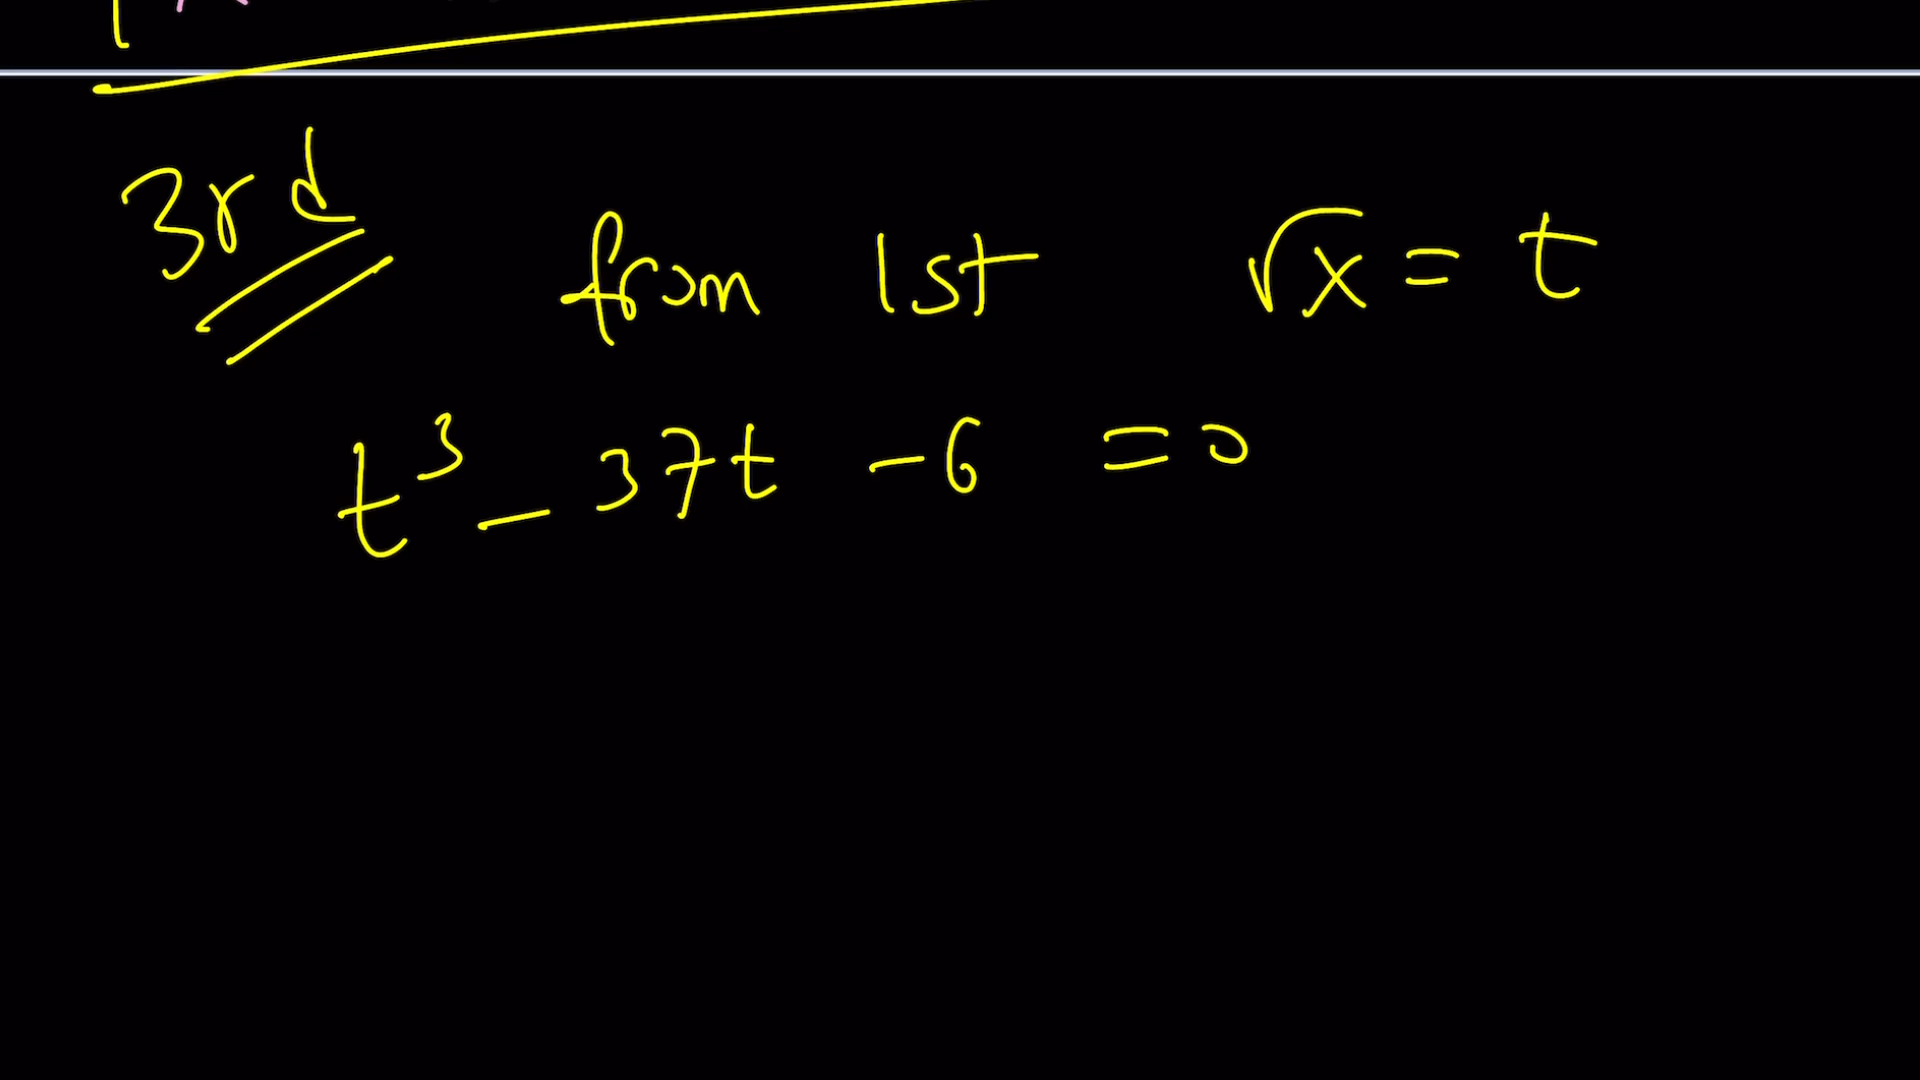 3rd from 1st √x = t
t³ - 37t - 6 = 0